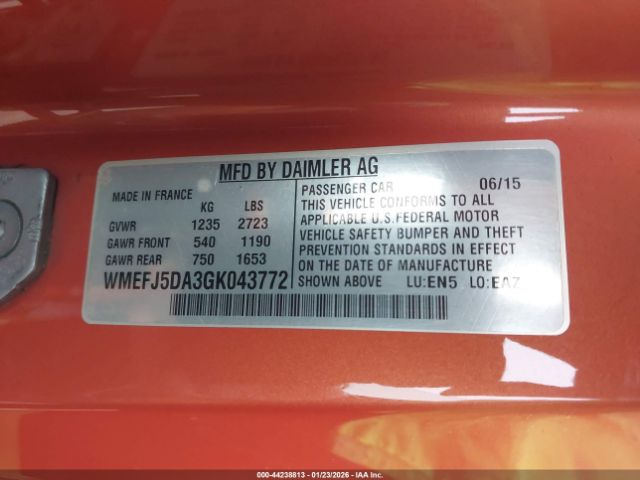 MFD BY DAIMLER AG
MADE IN FRANCE
KG LBS
GVWR 1235 2723
GAWR FRONT 540 1190
GAWR REAR 750 1653
WMEFJ5DA3GK043772
PASSENGER CAR 06/15
THIS VEHICLE CONFORMS TO ALL
APPLICABLE U.S.FEDERAL MOTOR
VEHICLE SAFETY BUMPER AND THEFT
PREVENTION STANDARDS IN EFFECT
ON THE DATE OF MANUFACTURE
SHOWN ABOVE LU:EN5 LO:EAZ
000-44238813 - 01/23/2026 - IAA Inc.